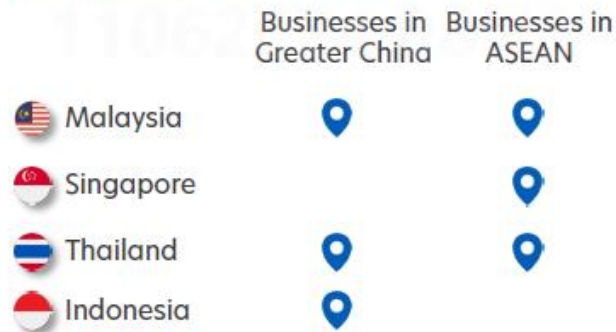 Businesses in Businesses in
Greater China ASEAN
Malaysia
Singapore
Thailand
Indonesia